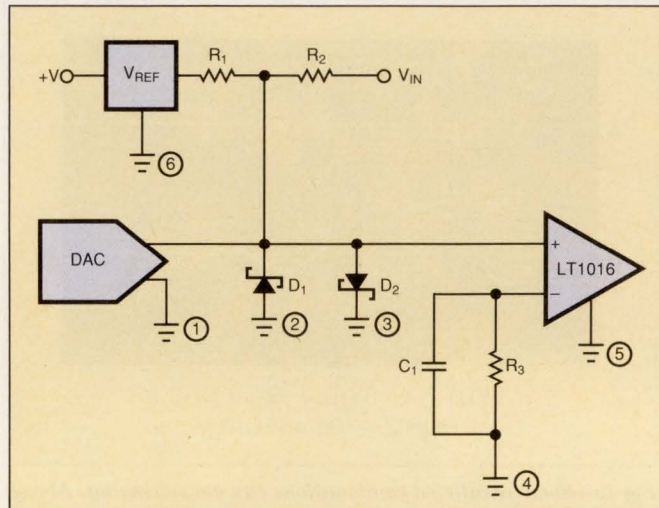 +V
V_REF
R₁
R₂
V_IN
⑥
DAC
D₁
D₂
+
LT1016
−
①
②
③
C₁
R₃
⑤
④